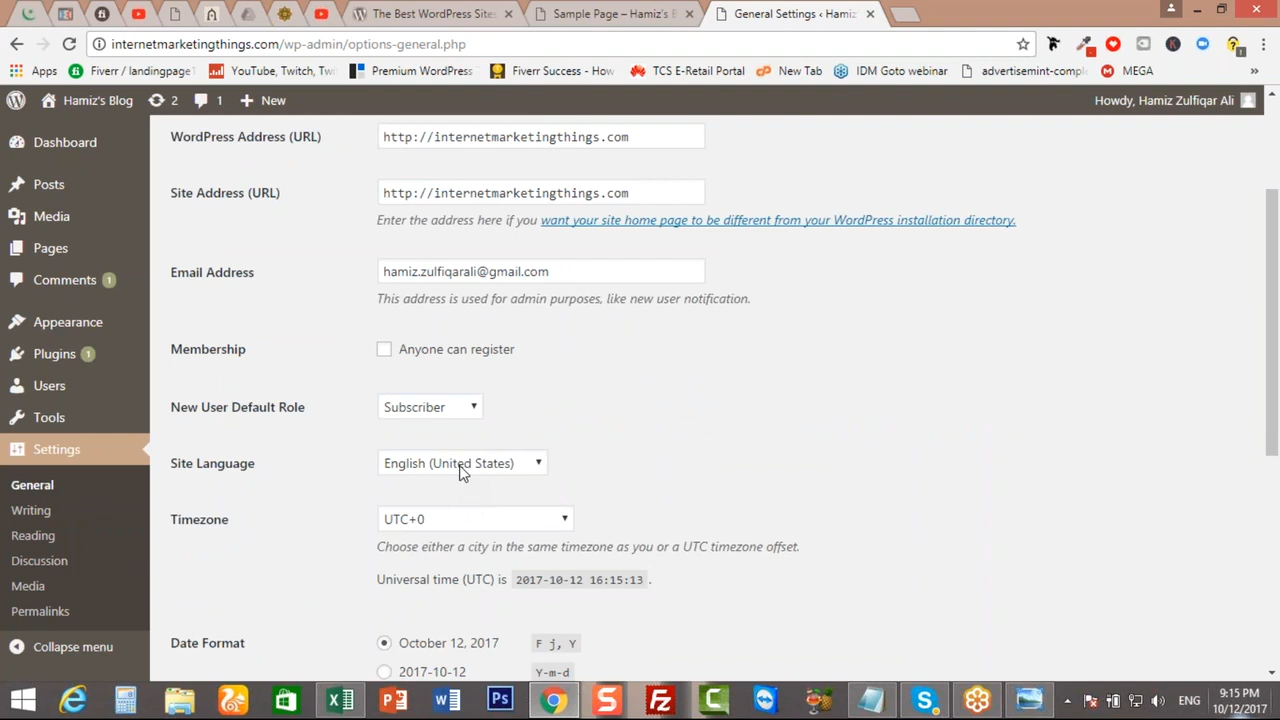 The Best WordPress Sites
Sample Page – Hamiz's B
General Settings ‹ Hamiz
internetmarketingthings.com/wp-admin/options-general.php
Apps
Fiverr / landingpage
YouTube, Twitch, Tw
Premium WordPress
Fiverr Success - How
TCS E-Retail Portal
New Tab
IDM Goto webinar
advertisemint-compl
MEGA
Hamiz's Blog
2
1
New
Howdy, Hamiz Zulfiqar Ali
Dashboard
Posts
Media
Pages
Comments 1
Appearance
Plugins 1
Users
Tools
Settings
General
Writing
Reading
Discussion
Media
Permalinks
Collapse menu
WordPress Address (URL)
http://internetmarketingthings.com
Site Address (URL)
http://internetmarketingthings.com
Enter the address here if you want your site home page to be different from your WordPress installation directory.
Email Address
hamiz.zulfiqarali@gmail.com
This address is used for admin purposes, like new user notification.
Membership
Anyone can register
New User Default Role
Subscriber
Site Language
English (United States)
Timezone
UTC+0
Choose either a city in the same timezone as you or a UTC timezone offset.
Universal time (UTC) is 2017-10-12 16:15:13 .
Date Format
October 12, 2017
F j, Y
2017-10-12
Y-m-d
ENG
9:15 PM
10/12/2017